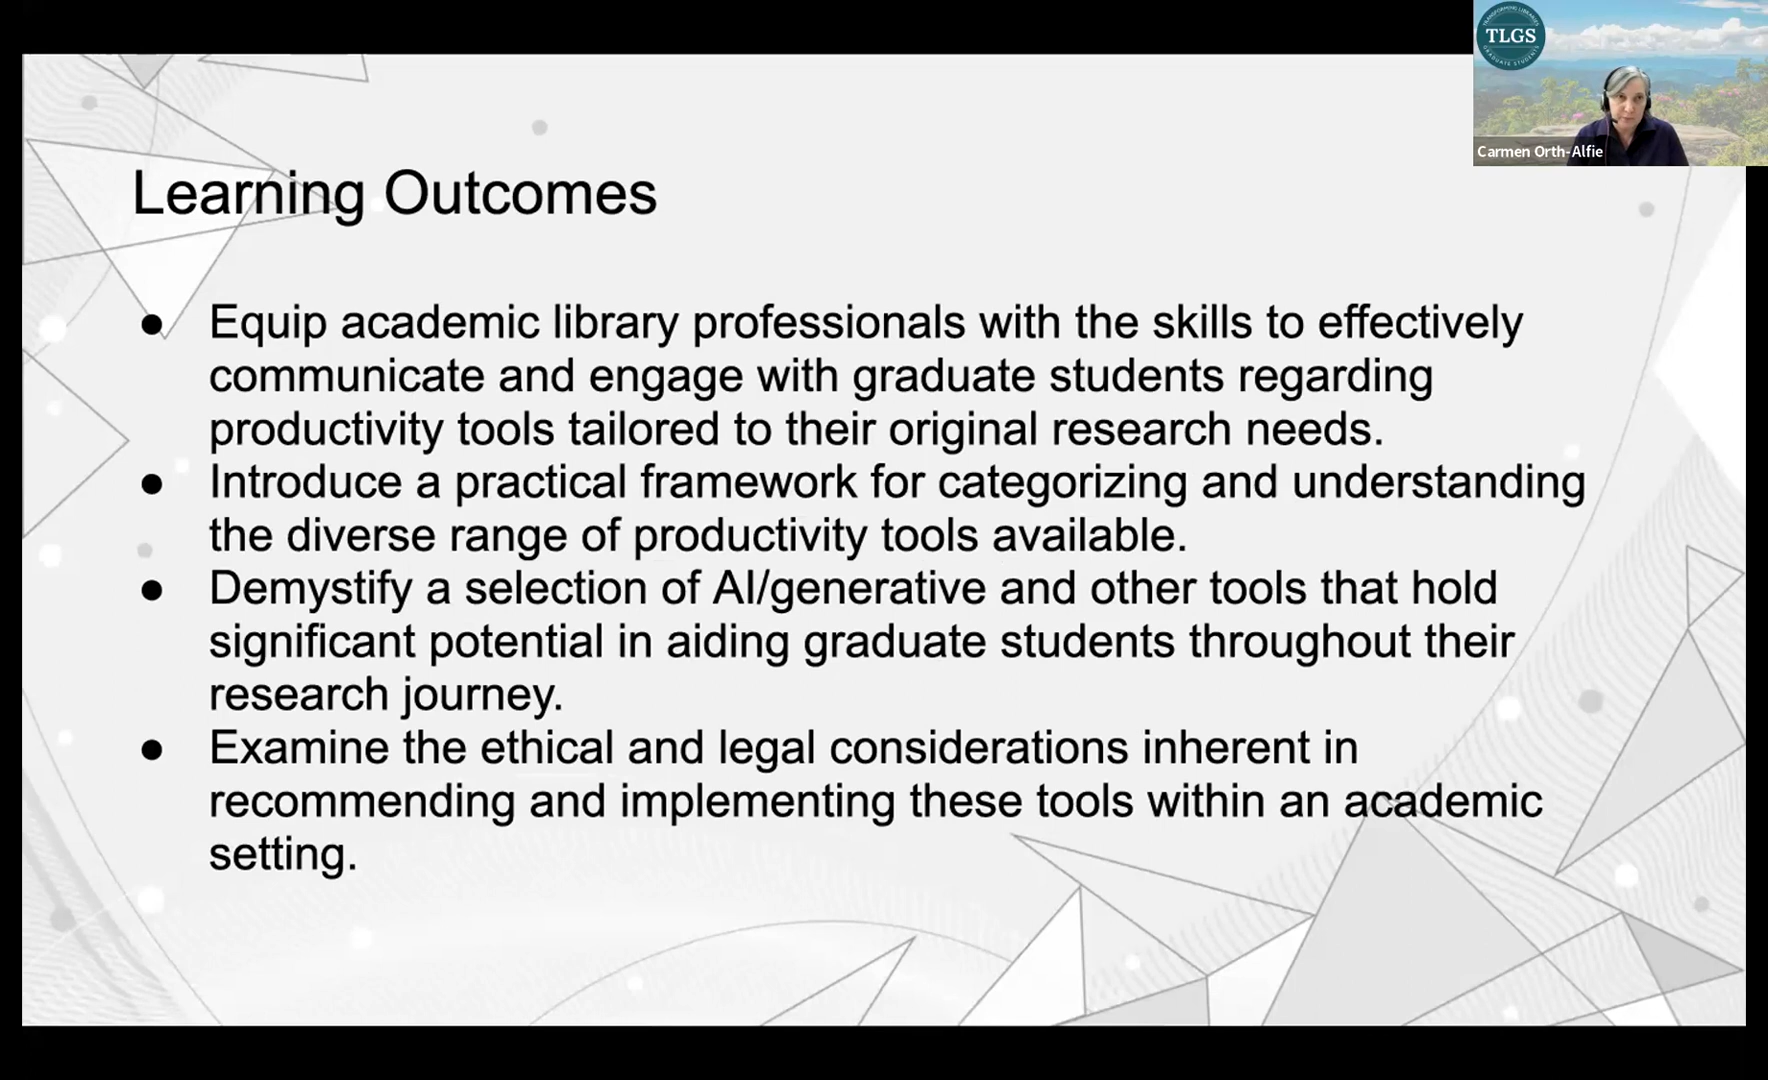 TRANSFORMING LIBRARIES
TLGS
GRADUATE STUDENTS
Carmen Orth-Alfie
Learning Outcomes
● Equip academic library professionals with the skills to effectively
communicate and engage with graduate students regarding
productivity tools tailored to their original research needs.
● Introduce a practical framework for categorizing and understanding
the diverse range of productivity tools available.
● Demystify a selection of AI/generative and other tools that hold
significant potential in aiding graduate students throughout their
research journey.
● Examine the ethical and legal considerations inherent in
recommending and implementing these tools within an academic
setting.